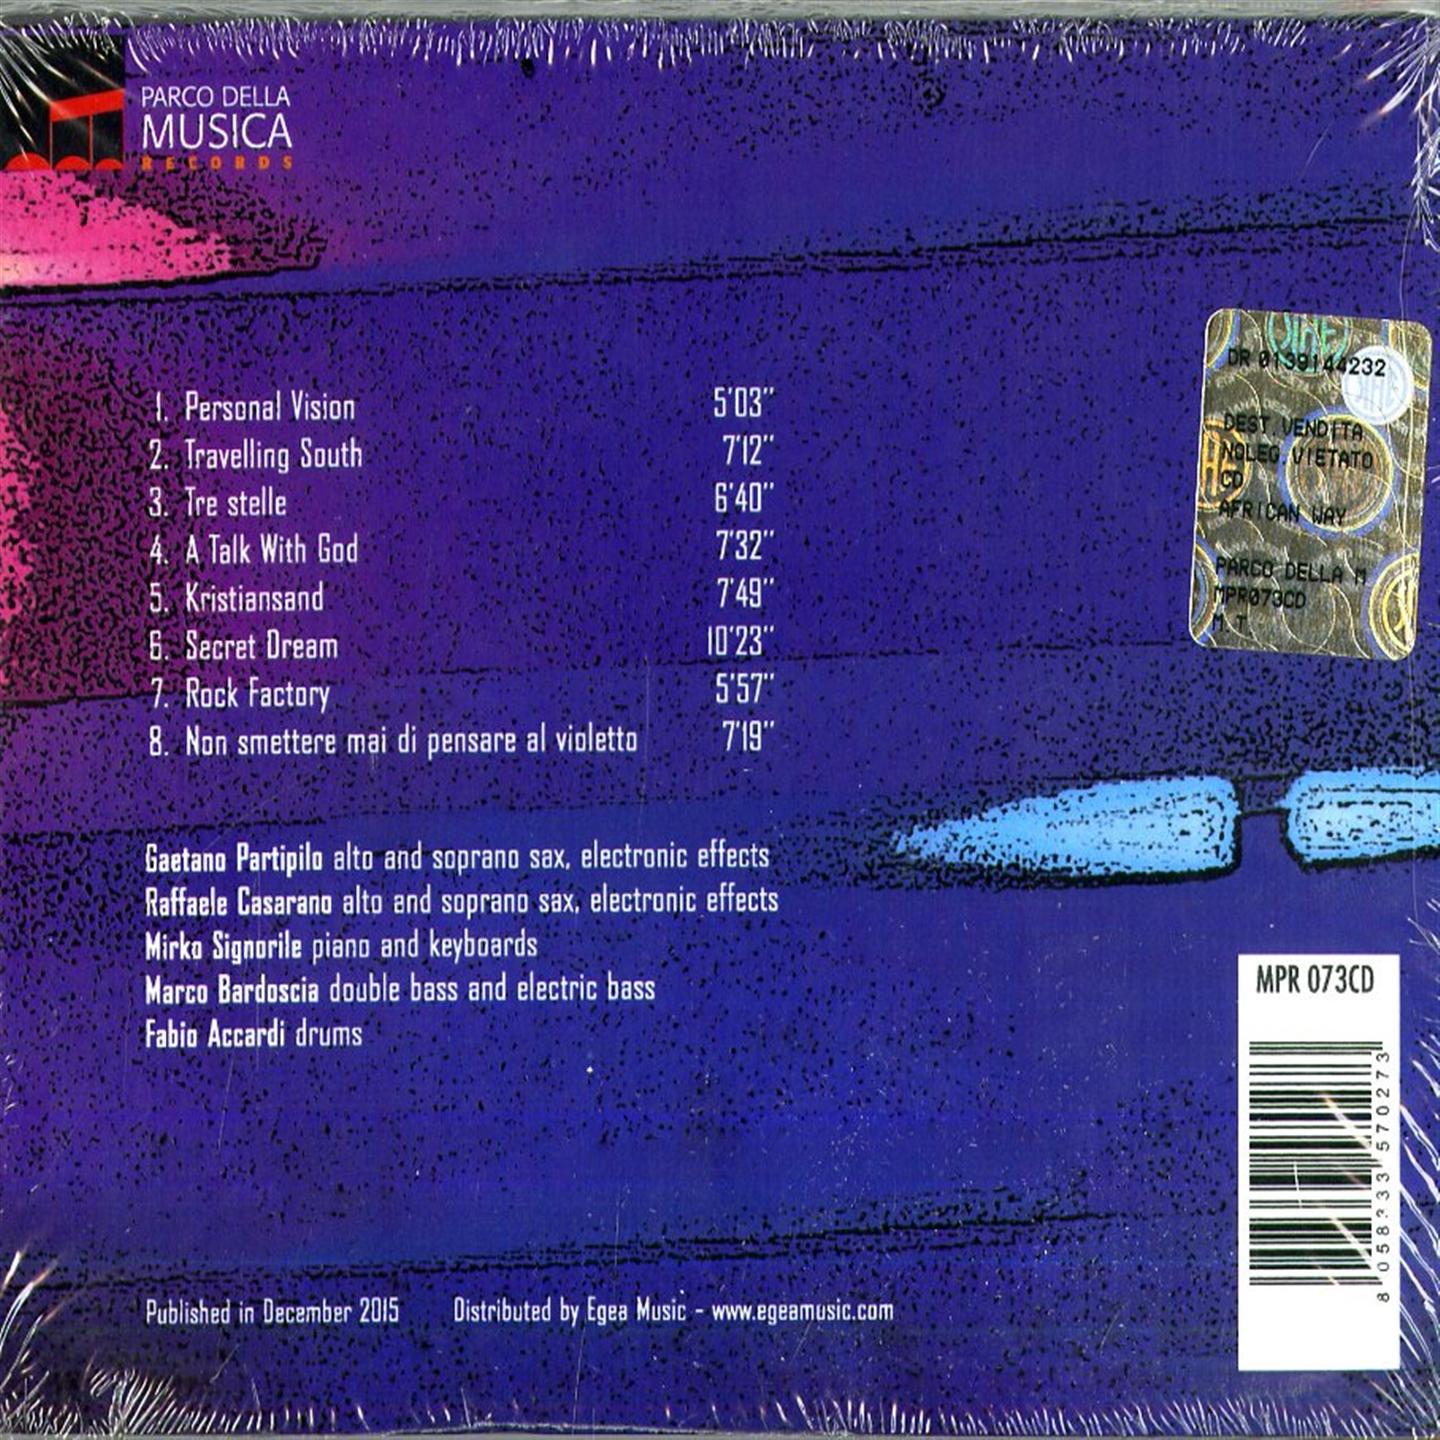 PARCO DELLA
MUSICA
RECORDS
1. Personal Vision 5'03"
2. Travelling South 7'12"
3. Tre stelle 6'40"
4. A Talk With God 7'32"
5. Kristiansand 7'49"
6. Secret Dream 10'23"
7. Rock Factory 5'57"
8. Non smettere mai di pensare al violetto 7'19"
DR 0139144232
DEST.VENDITA
NOLEG.VIETATO
CD
AFRICAN WAY
PARCO DELLA M
MPR073CD
M.T
Gaetano Partipilo alto and soprano sax, electronic effects
Raffaele Casarano alto and soprano sax, electronic effects
Mirko Signorile piano and keyboards
Marco Bardoscia double bass and electric bass
Fabio Accardi drums
MPR 073CD
8 058333 570273
Published in December 2015 Distributed by Egea Music - www.egeamusic.com